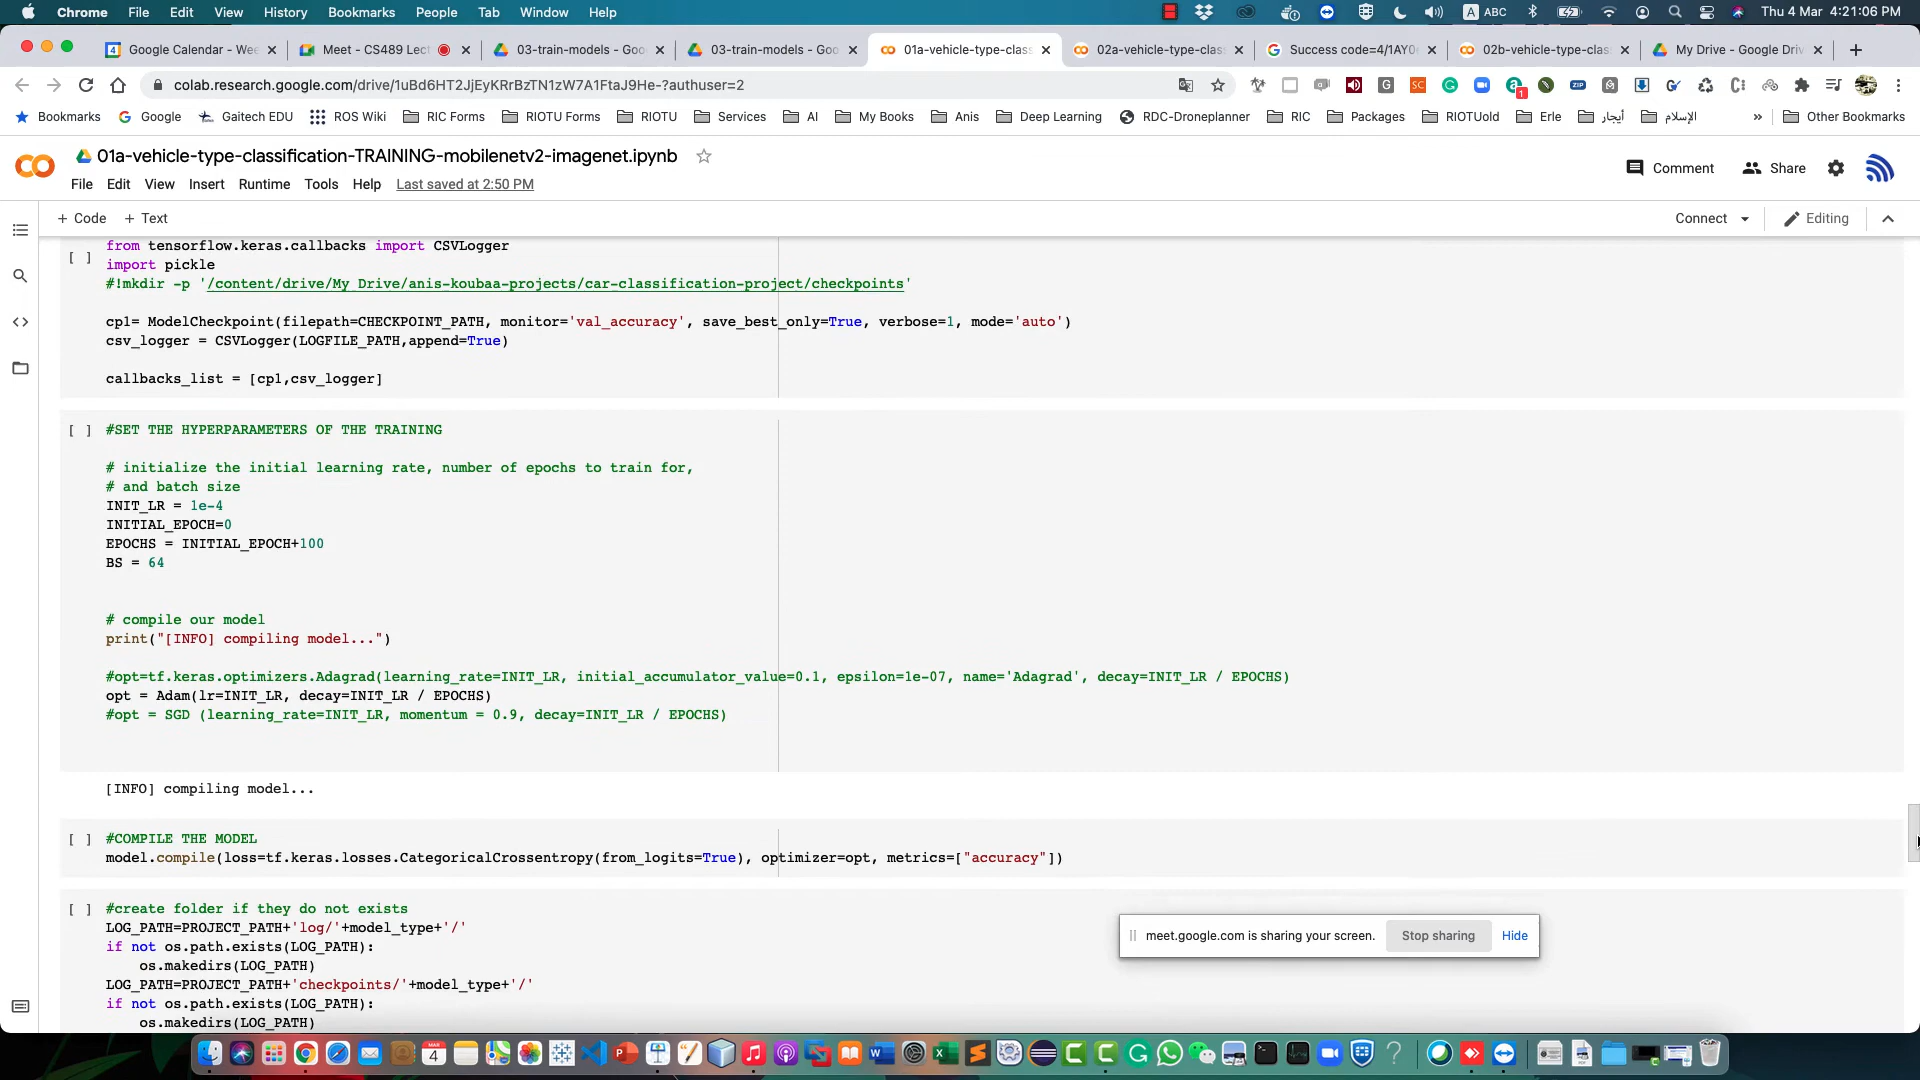 Chrome File Edit View History Bookmarks People Tab Window Help ABC Thu 4 Mar 4:21:06 PM
Google Calendar - Wee Meet - CS489 Lect 03-train-models - Goo 03-train-models - Goo 01a-vehicle-type-class 02a-vehicle-type-class Success code=4/1AY0 02b-vehicle-type-class My Drive - Google Driv
colab.research.google.com/drive/1uBd6HT2JjEyKRrBzTN1zW7A1FtaJ9He-?authuser=2
Bookmarks Google Gaitech EDU ROS Wiki RIC Forms RIOTU Forms RIOTU Services AI My Books Anis Deep Learning RDC-Droneplanner RIC Packages RIOTUold Erle أيجار الإسلام » Other Bookmarks
01a-vehicle-type-classification-TRAINING-mobilenetv2-imagenet.ipynb
Comment Share
File Edit View Insert Runtime Tools Help Last saved at 2:50 PM
+ Code + Text Connect Editing
from tensorflow.keras.callbacks import CSVLogger
[ ]
import pickle
#!mkdir -p '/content/drive/My Drive/anis-koubaa-projects/car-classification-project/checkpoints'
cp1= ModelCheckpoint(filepath=CHECKPOINT_PATH, monitor='val_accuracy', save_best_only=True, verbose=1, mode='auto')
csv_logger = CSVLogger(LOGFILE_PATH,append=True)
callbacks_list = [cp1,csv_logger]
[ ] #SET THE HYPERPARAMETERS OF THE TRAINING
# initialize the initial learning rate, number of epochs to train for,
# and batch size
INIT_LR = 1e-4
INITIAL_EPOCH=0
EPOCHS = INITIAL_EPOCH+100
BS = 64
# compile our model
print("[INFO] compiling model...")
#opt=tf.keras.optimizers.Adagrad(learning_rate=INIT_LR, initial_accumulator_value=0.1, epsilon=1e-07, name='Adagrad', decay=INIT_LR / EPOCHS)
opt = Adam(lr=INIT_LR, decay=INIT_LR / EPOCHS)
#opt = SGD (learning_rate=INIT_LR, momentum = 0.9, decay=INIT_LR / EPOCHS)
[INFO] compiling model...
[ ] #COMPILE THE MODEL
model.compile(loss=tf.keras.losses.CategoricalCrossentropy(from_logits=True), optimizer=opt, metrics=["accuracy"])
[ ] #create folder if they do not exists
LOG_PATH=PROJECT_PATH+'log/'+model_type+'/'
if not os.path.exists(LOG_PATH):
os.makedirs(LOG_PATH)
LOG_PATH=PROJECT_PATH+'checkpoints/'+model_type+'/'
if not os.path.exists(LOG_PATH):
os.makedirs(LOG_PATH)
meet.google.com is sharing your screen. Stop sharing Hide